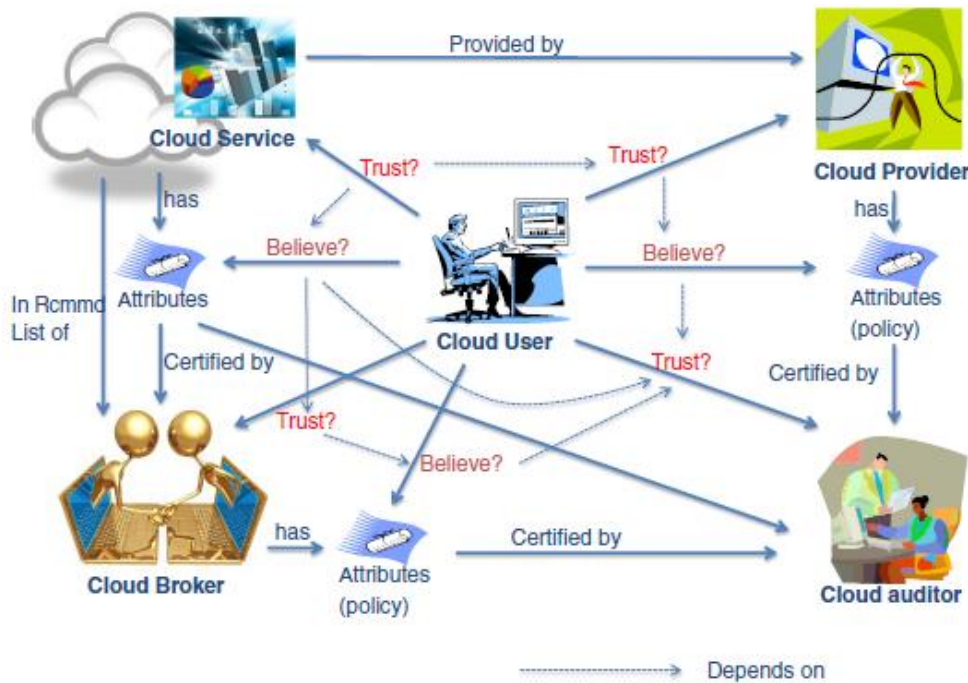 Provided by
Cloud Service
Cloud Provider
Trust?
Trust?
has
has
Believe?
Believe?
Attributes
Attributes
(policy)
In Rcmmd
List of
Cloud User
Certified by
Trust?
Certified by
Trust?
Believe?
has
Certified by
Attributes
(policy)
Cloud Broker
Cloud auditor
Depends on